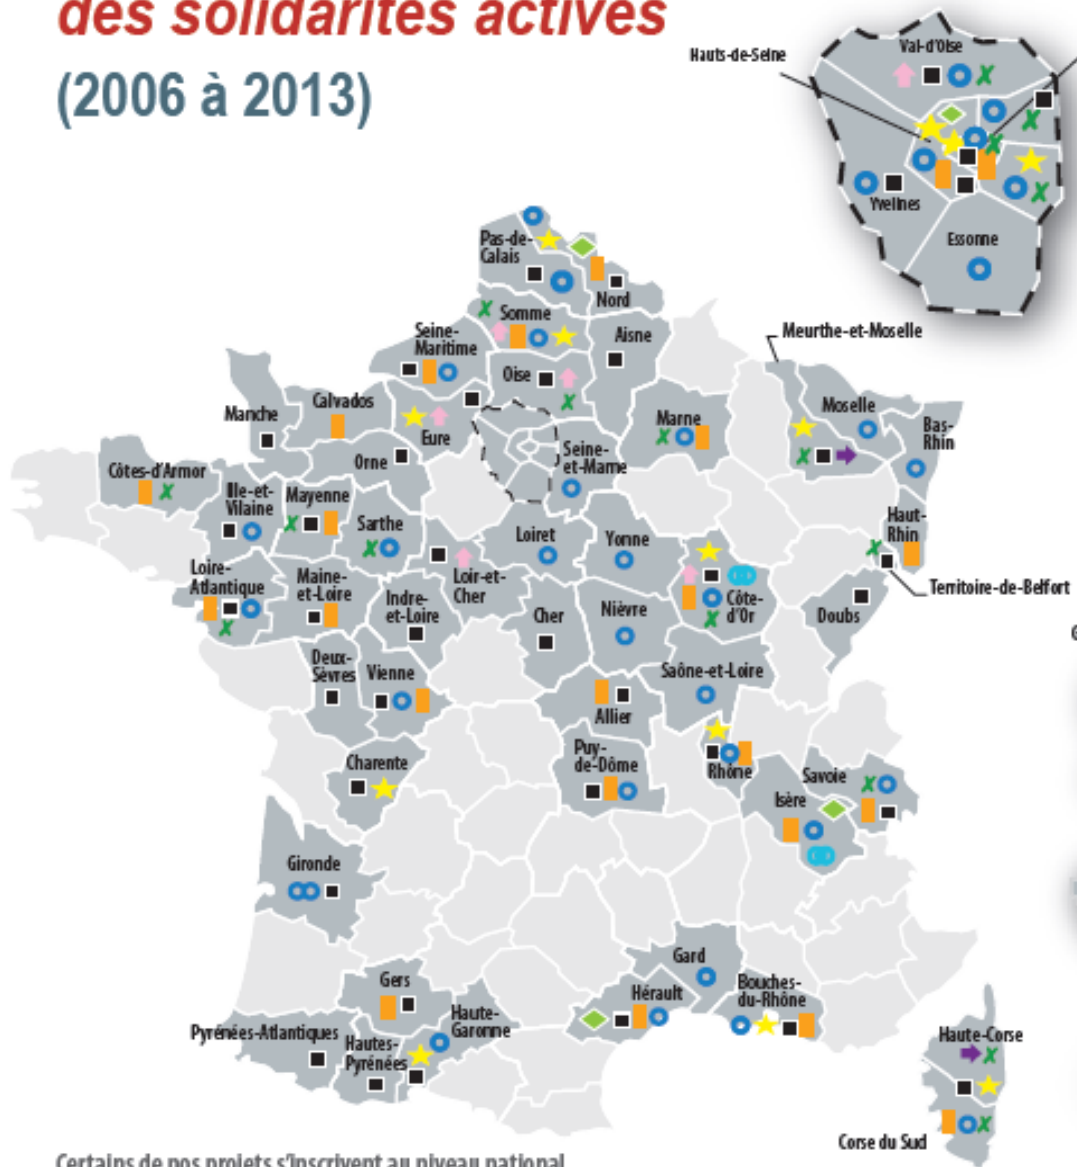 des solidarités actives
(2006 à 2013)
Hauts-de-Seine
Val-d'Oise
Yvelines
Essonne
Pas-de-
Calais
Nord
Somme
Aisne
Seine-
Maritime
Oise
Meurthe-et-Moselle
Manche
Calvados
Eure
Orne
Marne
Moselle
Bas-
Rhin
Seine-
et-Marne
Côtes-d'Armor
Ille-et-
Vilaine
Mayenne
Sarthe
Loiret
Yonne
Haut-
Rhin
Loire-
Atlantique
Maine-
et-Loire
Indre-
et-Loire
Loir-et-
Cher
Cher
Nièvre
Côte-
d'Or
Doubs
Territoire-de-Belfort
Deux-
Sèvres
Vienne
Allier
Saône-et-Loire
Charente
Puy-
de-Dôme
Rhône
Savoie
Isère
Gironde
Gard
Gers
Hérault
Bouches-
du-Rhône
Haute-
Garonne
Pyrénées-Atlantiques
Hautes-
Pyrénées
Haute-Corse
Corse du Sud
Certains de nos projets s'inscrivent au niveau national